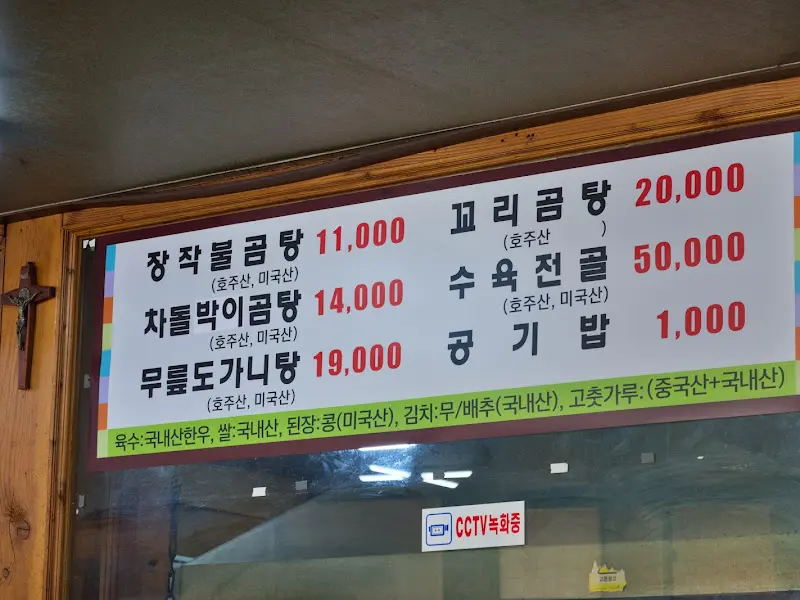 장작불곰탕 11,000
(호주산, 미국산)
차돌박이곰탕 14,000
(호주산, 미국산)
무릎도가니탕 19,000
(호주산, 미국산)
꼬리곰탕 20,000
(호주산 )
수육전골 50,000
(호주산, 미국산)
공기밥 1,000
육수:국내산한우, 쌀:국내산, 된장:콩(미국산), 김치:무/배추(국내산), 고춧가루:(중국산+국내산)
CCTV녹화중